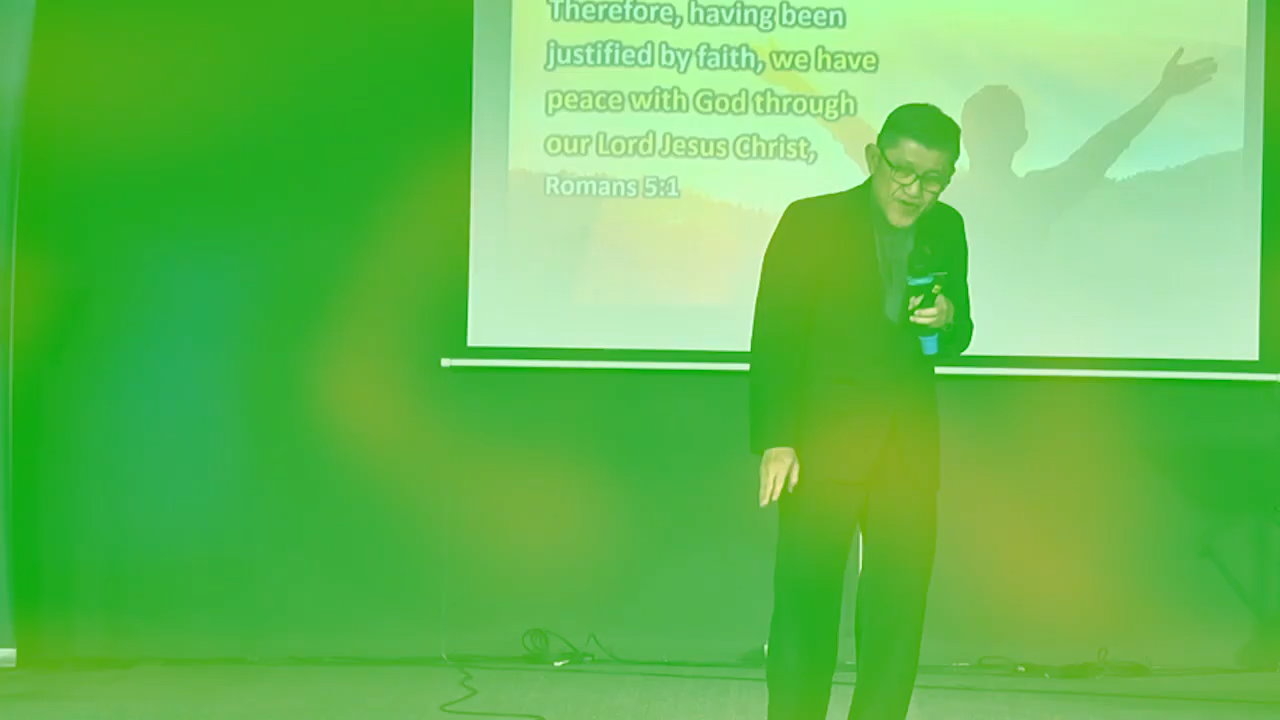 Therefore, having been
justified by faith, we have
peace with God through
our Lord Jesus Christ,
Romans 5:1